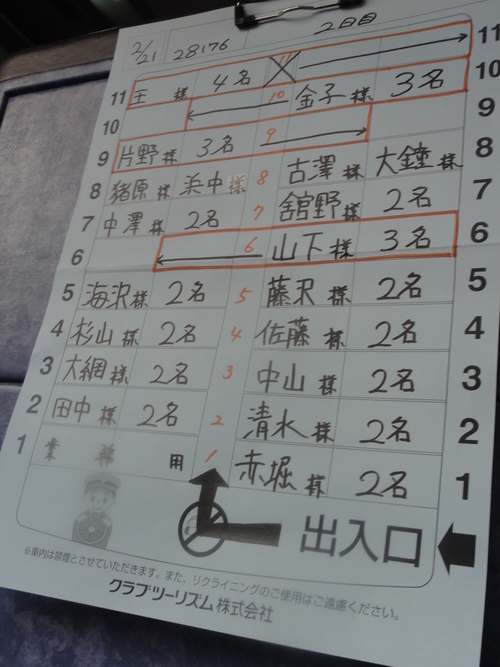 2/21 28176 2日目
11 王様 4名 11 11
10 10 金子様 3名 10
9 片野様 3名 9 9
8 猪原様 浜中様 8 古澤様 大鐘様 8
7 中澤様 2名 7 舘野様 2名 7
6 6 山下様 3名 6
5 海沢様 2名 5 藤沢様 2名 5
4 杉山様 2名 4 佐藤様 2名 4
3 大網様 2名 3 中山様 2名 3
2 田中様 2名 2 清水様 2名 2
1 業務用 1 赤堀様 2名 1
出入口
※車内は禁煙とさせていただきます。また、リクライニングのご使用はご遠慮ください。
クラブツーリズム株式会社